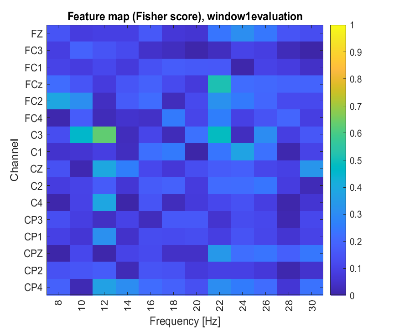 Feature map (Fisher score), window1evaluation
FZ
FC3
FC1
FCz
FC2
FC4
C3
C1
CZ
C2
C4
CP3
CP1
CPZ
CP2
CP4
Channel
8 10 12 14 16 18 20 22 24 26 28 30
Frequency [Hz]
1
0.9
0.8
0.7
0.6
0.5
0.4
0.3
0.2
0.1
0